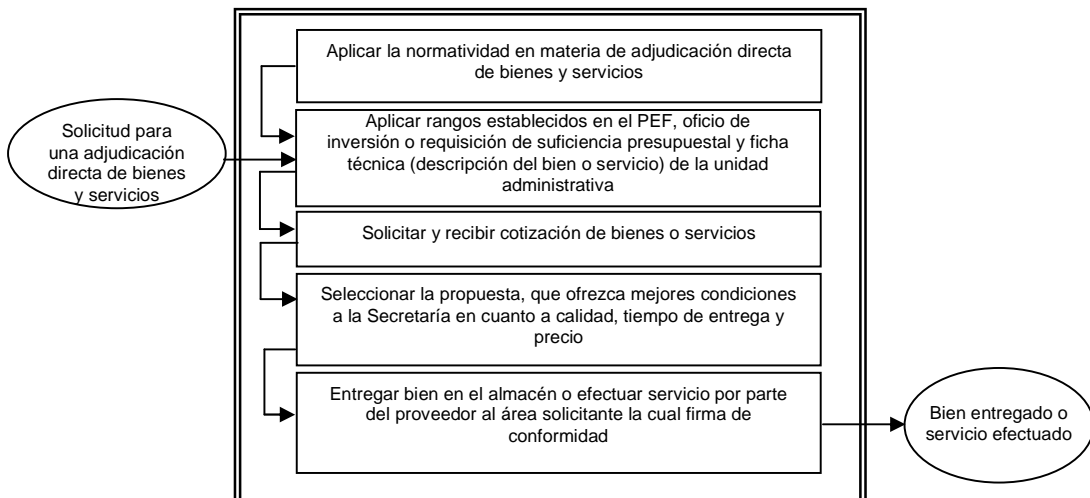 Aplicar la normatividad en materia de adjudicación directa
de bienes y servicios
Solicitud para
una adjudicación
directa de bienes
y servicios
Aplicar rangos establecidos en el PEF, oficio de
inversión o requisición de suficiencia presupuestal y ficha
técnica (descripción del bien o servicio) de la unidad
administrativa
Solicitar y recibir cotización de bienes o servicios
Seleccionar la propuesta, que ofrezca mejores condiciones
a la Secretaría en cuanto a calidad, tiempo de entrega y
precio
Entregar bien en el almacén o efectuar servicio por parte
del proveedor al área solicitante la cual firma de
conformidad
Bien entregado o
servicio efectuado